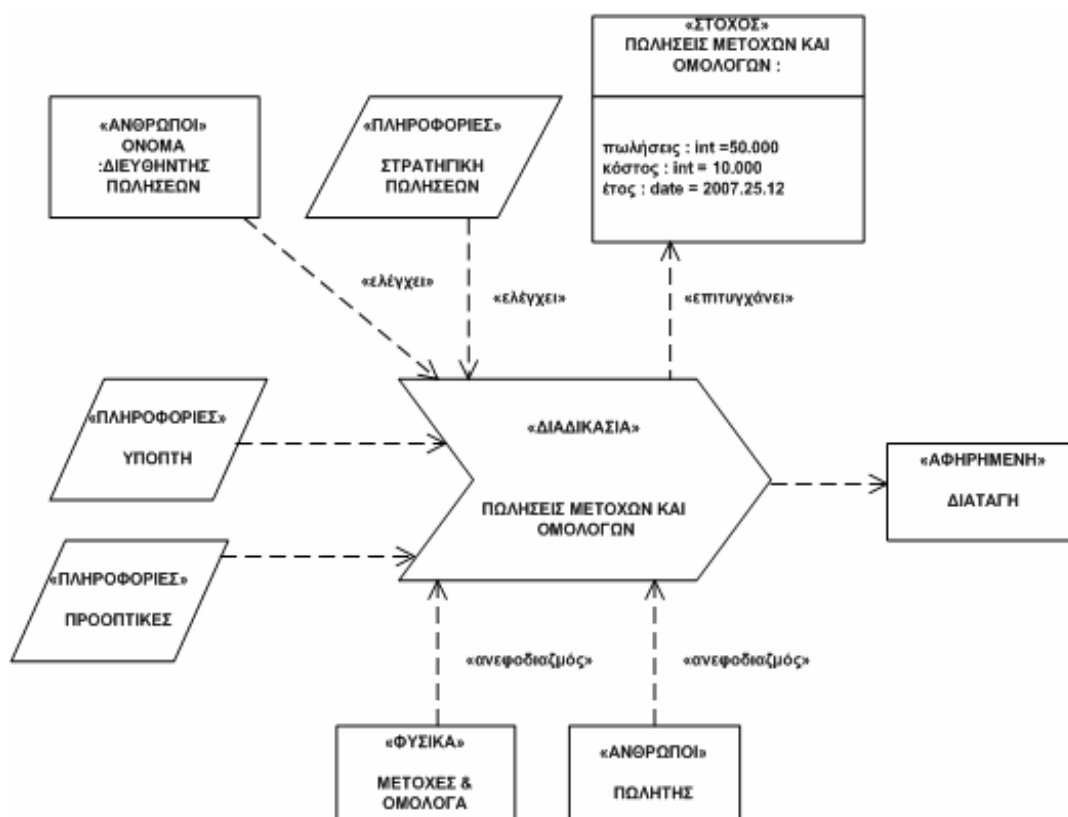 «ΣΤΟΧΟΣ»
ΠΩΛΗΣΕΙΣ ΜΕΤΟΧΏΝ ΚΑΙ
ΟΜΟΛΟΓΩΝ :
πωλήσεις : int =50.000
κόστος : int = 10.000
έτος : date = 2007.25.12
«ΑΝΘΡΩΠΟΙ»
ΟΝΟΜΑ
:ΔΙΕΥΘΗΝΤΗΣ
ΠΩΛΗΣΕΩΝ
«ΠΛΗΡΟΦΟΡΙΕΣ»
ΣΤΡΑΤΗΓΙΚΗ
ΠΩΛΗΣΕΩΝ
«ελέγχει»
«ελέγχει»
«επιτυγχάνει»
«ΠΛΗΡΟΦΟΡΙΕΣ»
ΥΠΟΠΤΗ
«ΔΙΑΔΙΚΑΣΙΑ»
ΠΩΛΗΣΕΙΣ ΜΕΤΟΧΩΝ ΚΑΙ
ΟΜΟΛΟΓΩΝ
«ΑΦΗΡΗΜΕΝΗ»
ΔΙΑΤΑΓΗ
«ΠΛΗΡΟΦΟΡΙΕΣ»
ΠΡΟΟΠΤΙΚΕΣ
«ανεφοδιαζμός»
«ανεφοδιαζμός»
«ΦΥΣΙΚΑ»
ΜΕΤΟΧΕΣ &
ΟΜΟΛΟΓΑ
«ΑΝΘΡΩΠΟΙ»
ΠΩΛΗΤΗΣ